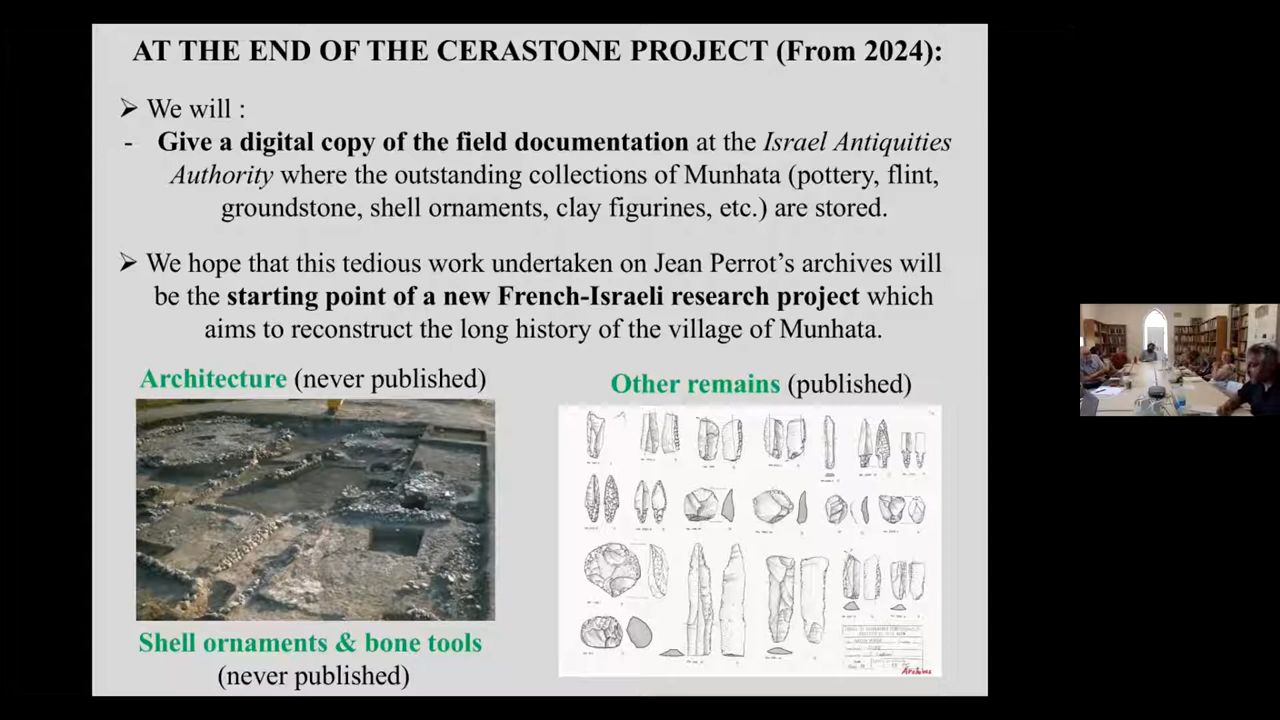 AT THE END OF THE CERASTONE PROJECT (From 2024):
➢ We will :
- Give a digital copy of the field documentation at the Israel Antiquities
Authority where the outstanding collections of Munhata (pottery, flint,
groundstone, shell ornaments, clay figurines, etc.) are stored.
➢ We hope that this tedious work undertaken on Jean Perrot's archives will
be the starting point of a new French-Israeli research project which
aims to reconstruct the long history of the village of Munhata.
Architecture (never published)
Other remains (published)
Shell ornaments & bone tools
(never published)
Archives